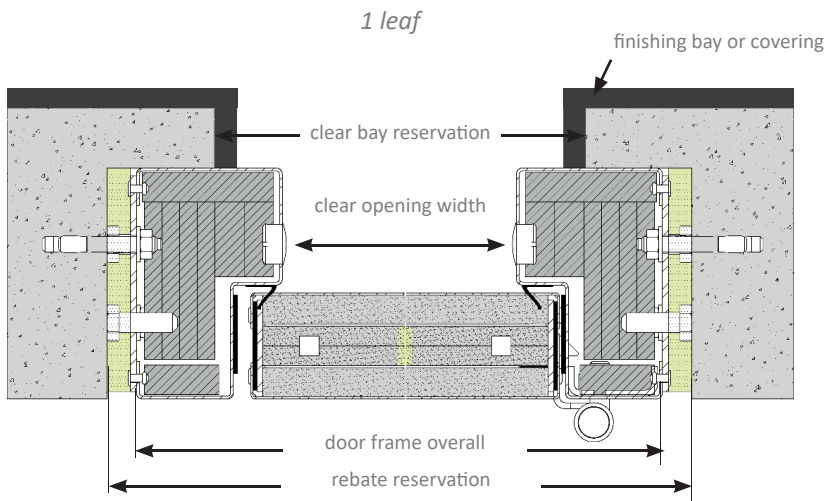 1 leaf
finishing bay or covering
clear bay reservation
clear opening width
door frame overall
rebate reservation